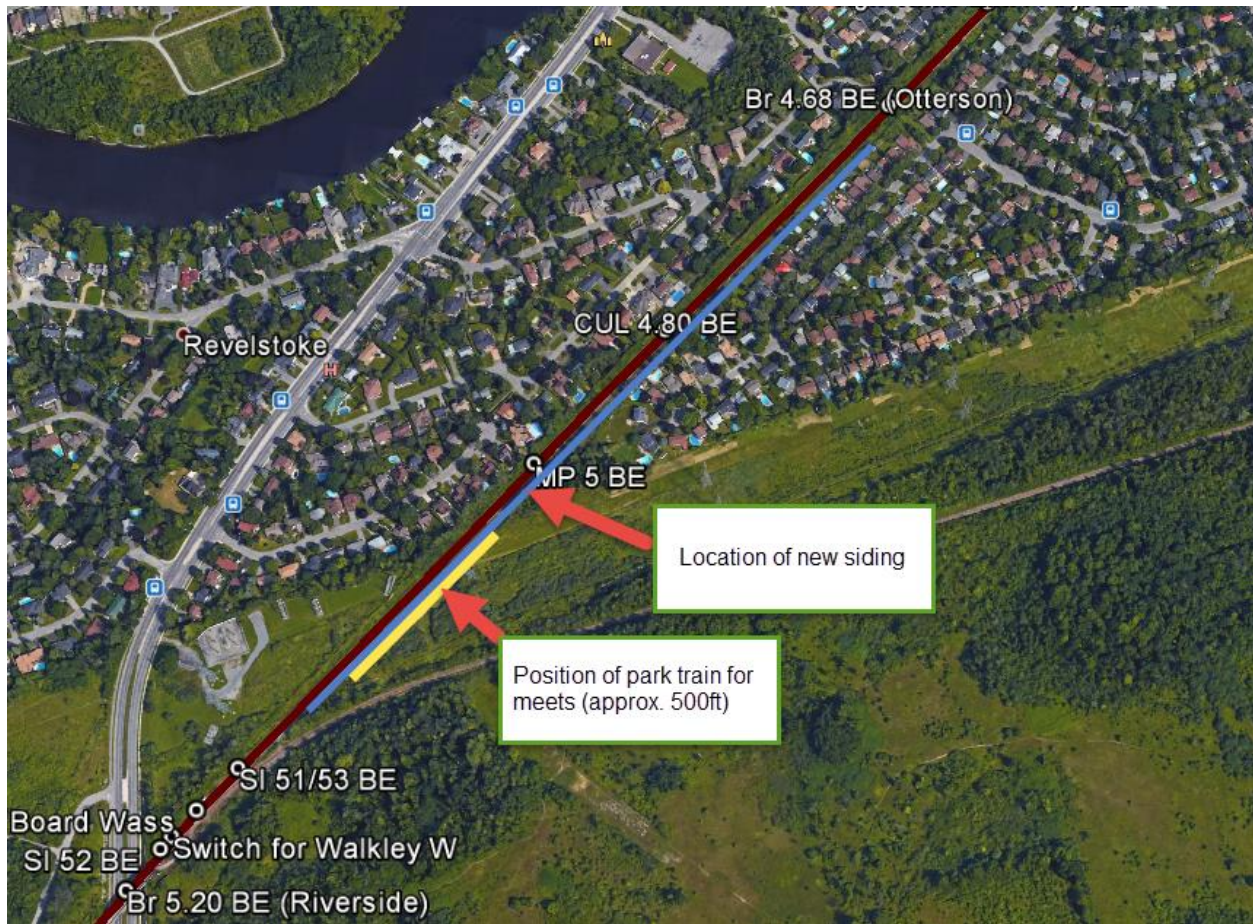 Br 4.68 BE (Otterson)
Revelstoke
H
CUL 4.80 BE
MP 5 BE
Location of new siding
Position of park train for
meets (approx. 500ft)
SI 51/53 BE
Board Wass
Switch for Walkley W
SI 52 BE
Br 5.20 BE (Riverside)